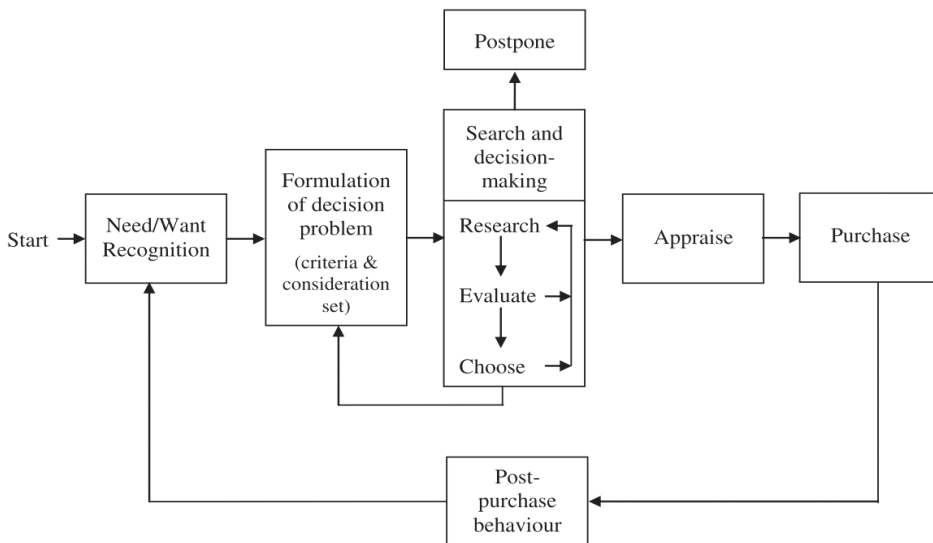 Postpone
Search and
decision-
making
Formulation
of decision
problem
(criteria &
consideration
set)
Start
Need/Want
Recognition
Research
Evaluate
Choose
Appraise
Purchase
Post-
purchase
behaviour